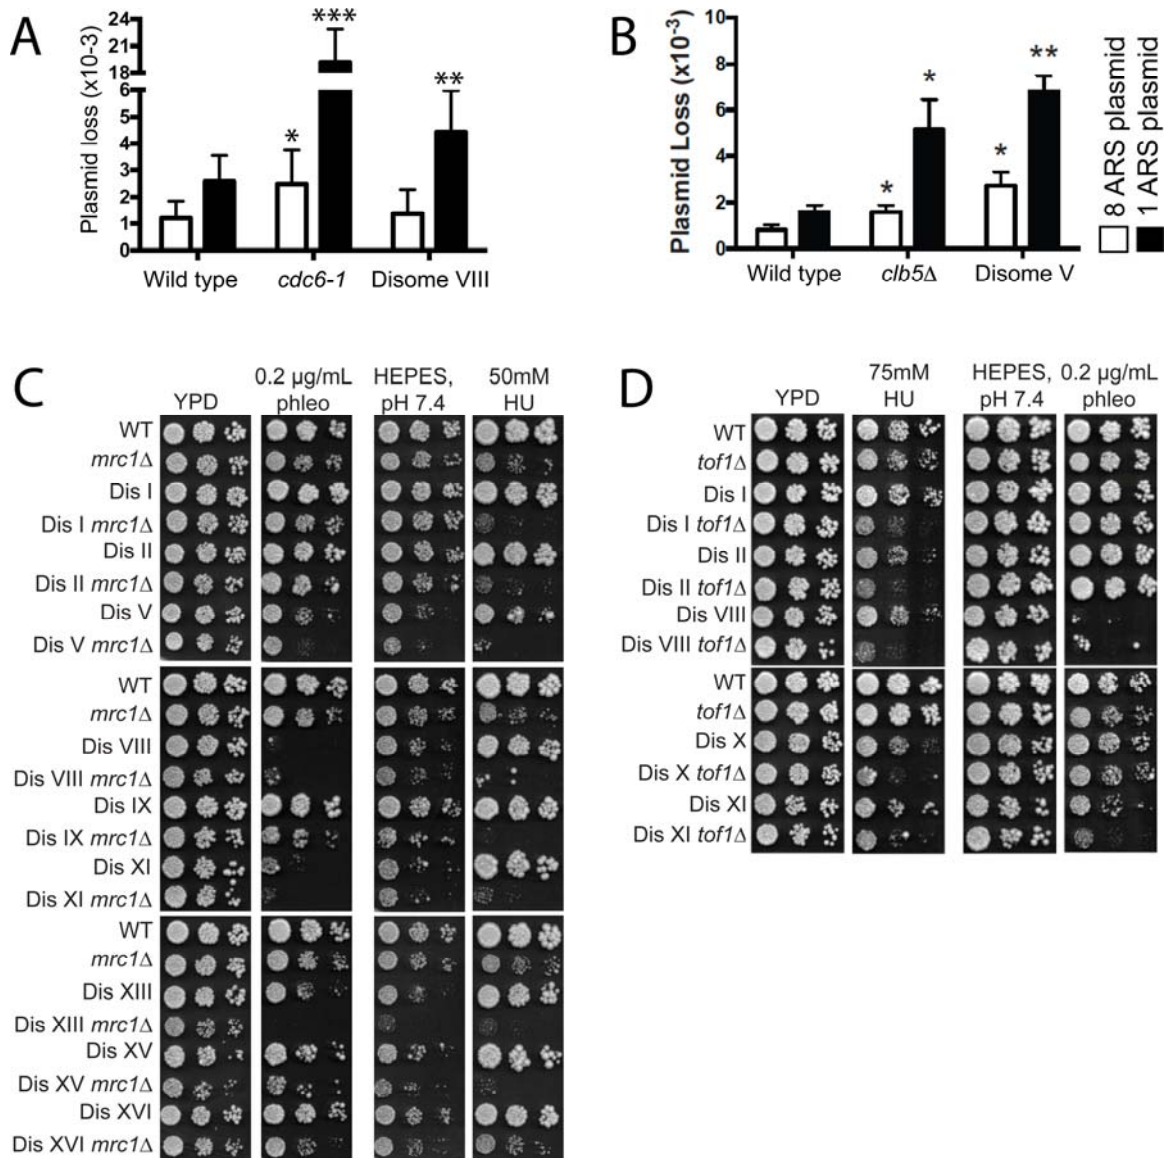 A
Plasmid loss (x10-3)
24
21
18
6
5
4
3
2
1
0
*
***
**
Wild type
cdc6-1
Disome VIII
B
Plasmid Loss (x10⁻³)
10
8
6
4
2
0
*
*
*
**
Wild type
clb5Δ
Disome V
8 ARS plasmid
1 ARS plasmid
C
YPD
0.2 µg/mL
phleo
HEPES,
pH 7.4
50mM
HU
WT
mrc1Δ
Dis I
Dis I mrc1Δ
Dis II
Dis II mrc1Δ
Dis V
Dis V mrc1Δ
WT
mrc1Δ
Dis VIII
Dis VIII mrc1Δ
Dis IX
Dis IX mrc1Δ
Dis XI
Dis XI mrc1Δ
WT
mrc1Δ
Dis XIII
Dis XIII mrc1Δ
Dis XV
Dis XV mrc1Δ
Dis XVI
Dis XVI mrc1Δ
D
YPD
75mM
HU
HEPES,
pH 7.4
0.2 µg/mL
phleo
WT
tof1Δ
Dis I
Dis I tof1Δ
Dis II
Dis II tof1Δ
Dis VIII
Dis VIII tof1Δ
WT
tof1Δ
Dis X
Dis X tof1Δ
Dis XI
Dis XI tof1Δ